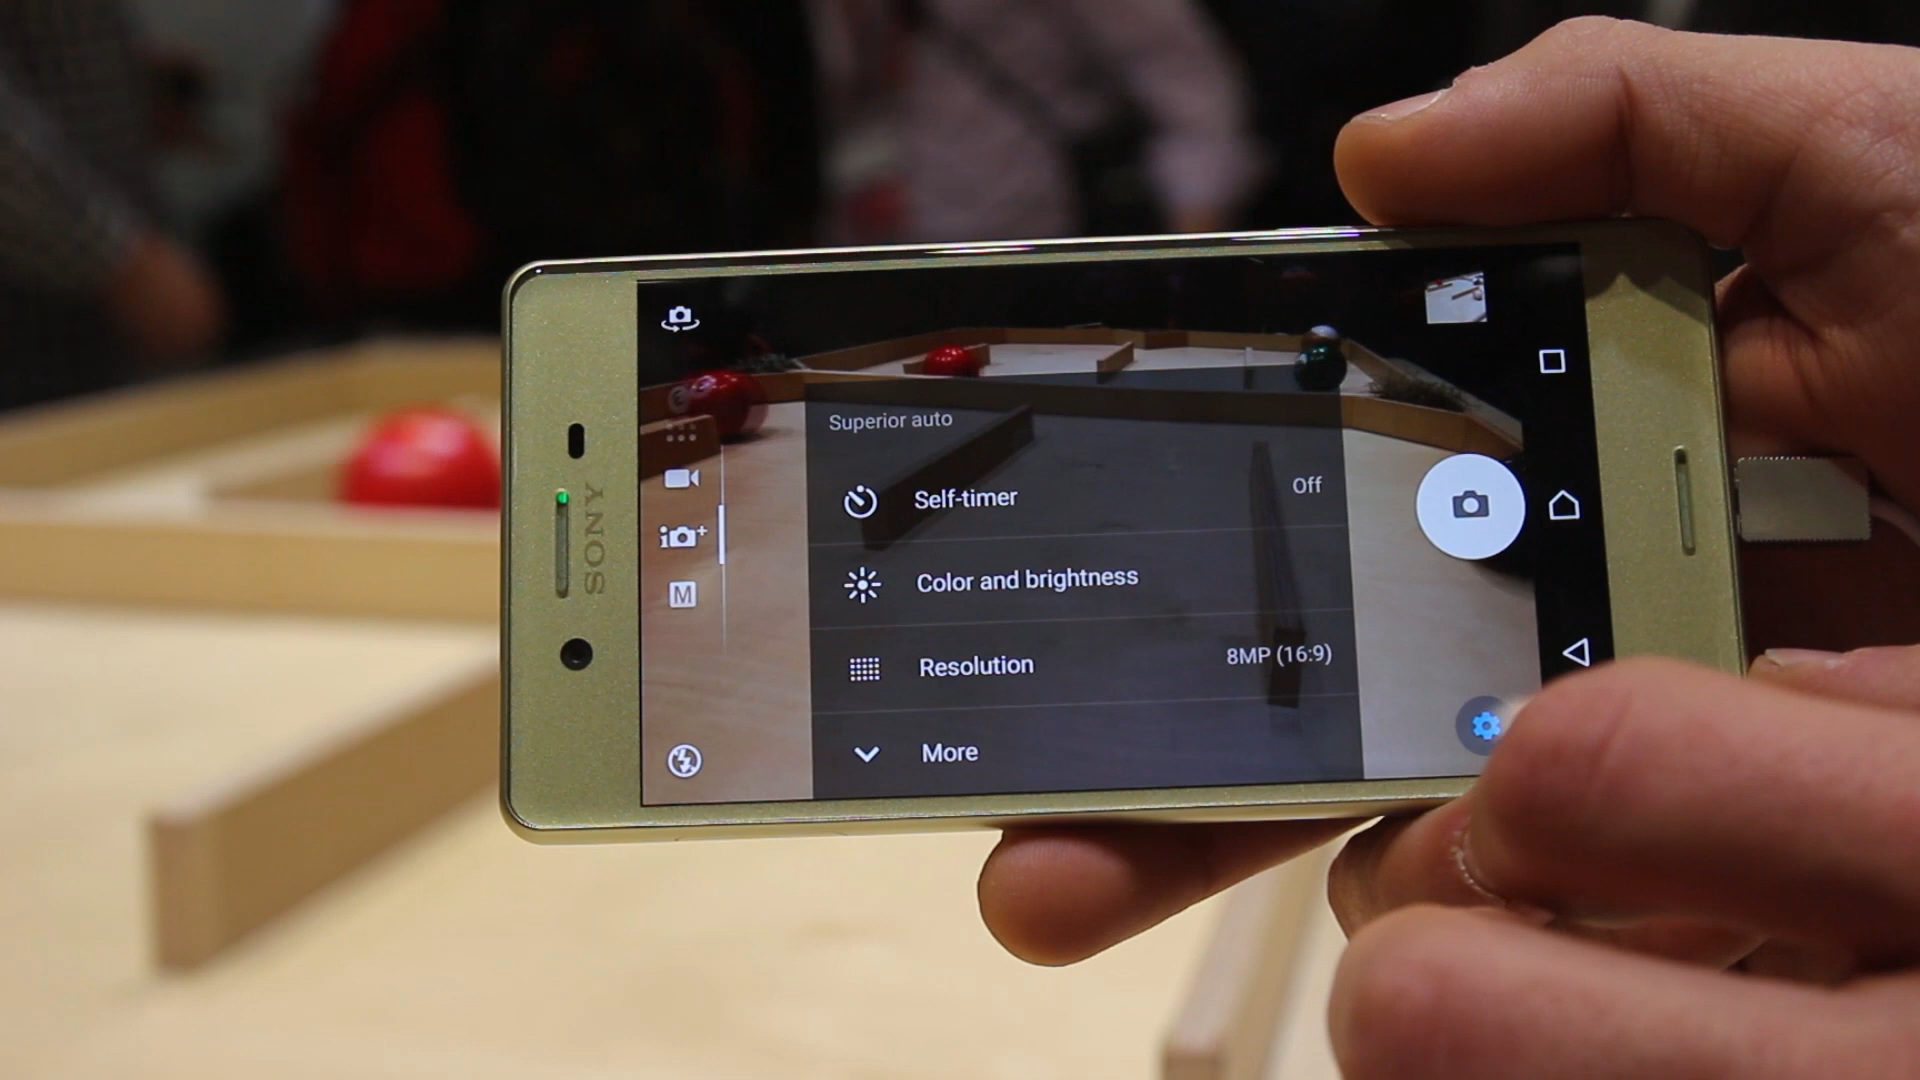 SONY
Superior auto
Self-timer Off
Color and brightness
Resolution 8MP (16:9)
More
M